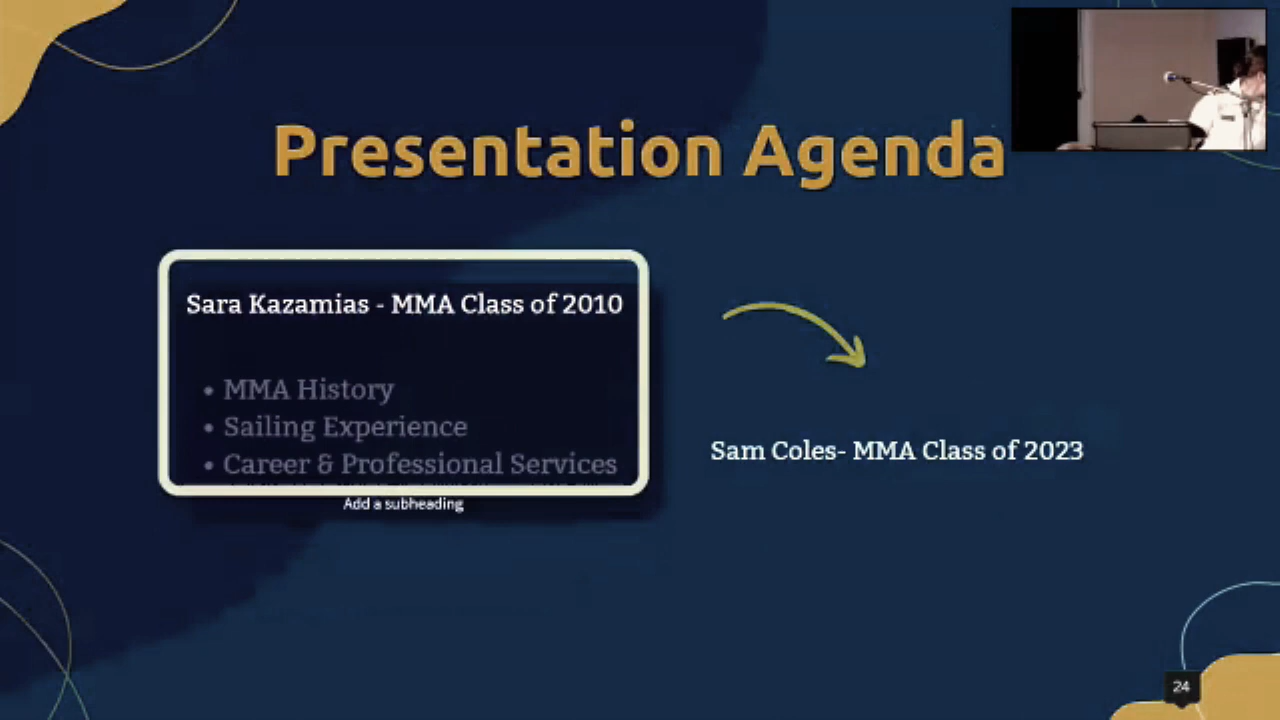 Presentation Agenda
Sara Kazamias - MMA Class of 2010
• MMA History
• Sailing Experience
• Career & Professional Services
Add a subheading
Sam Coles- MMA Class of 2023
24